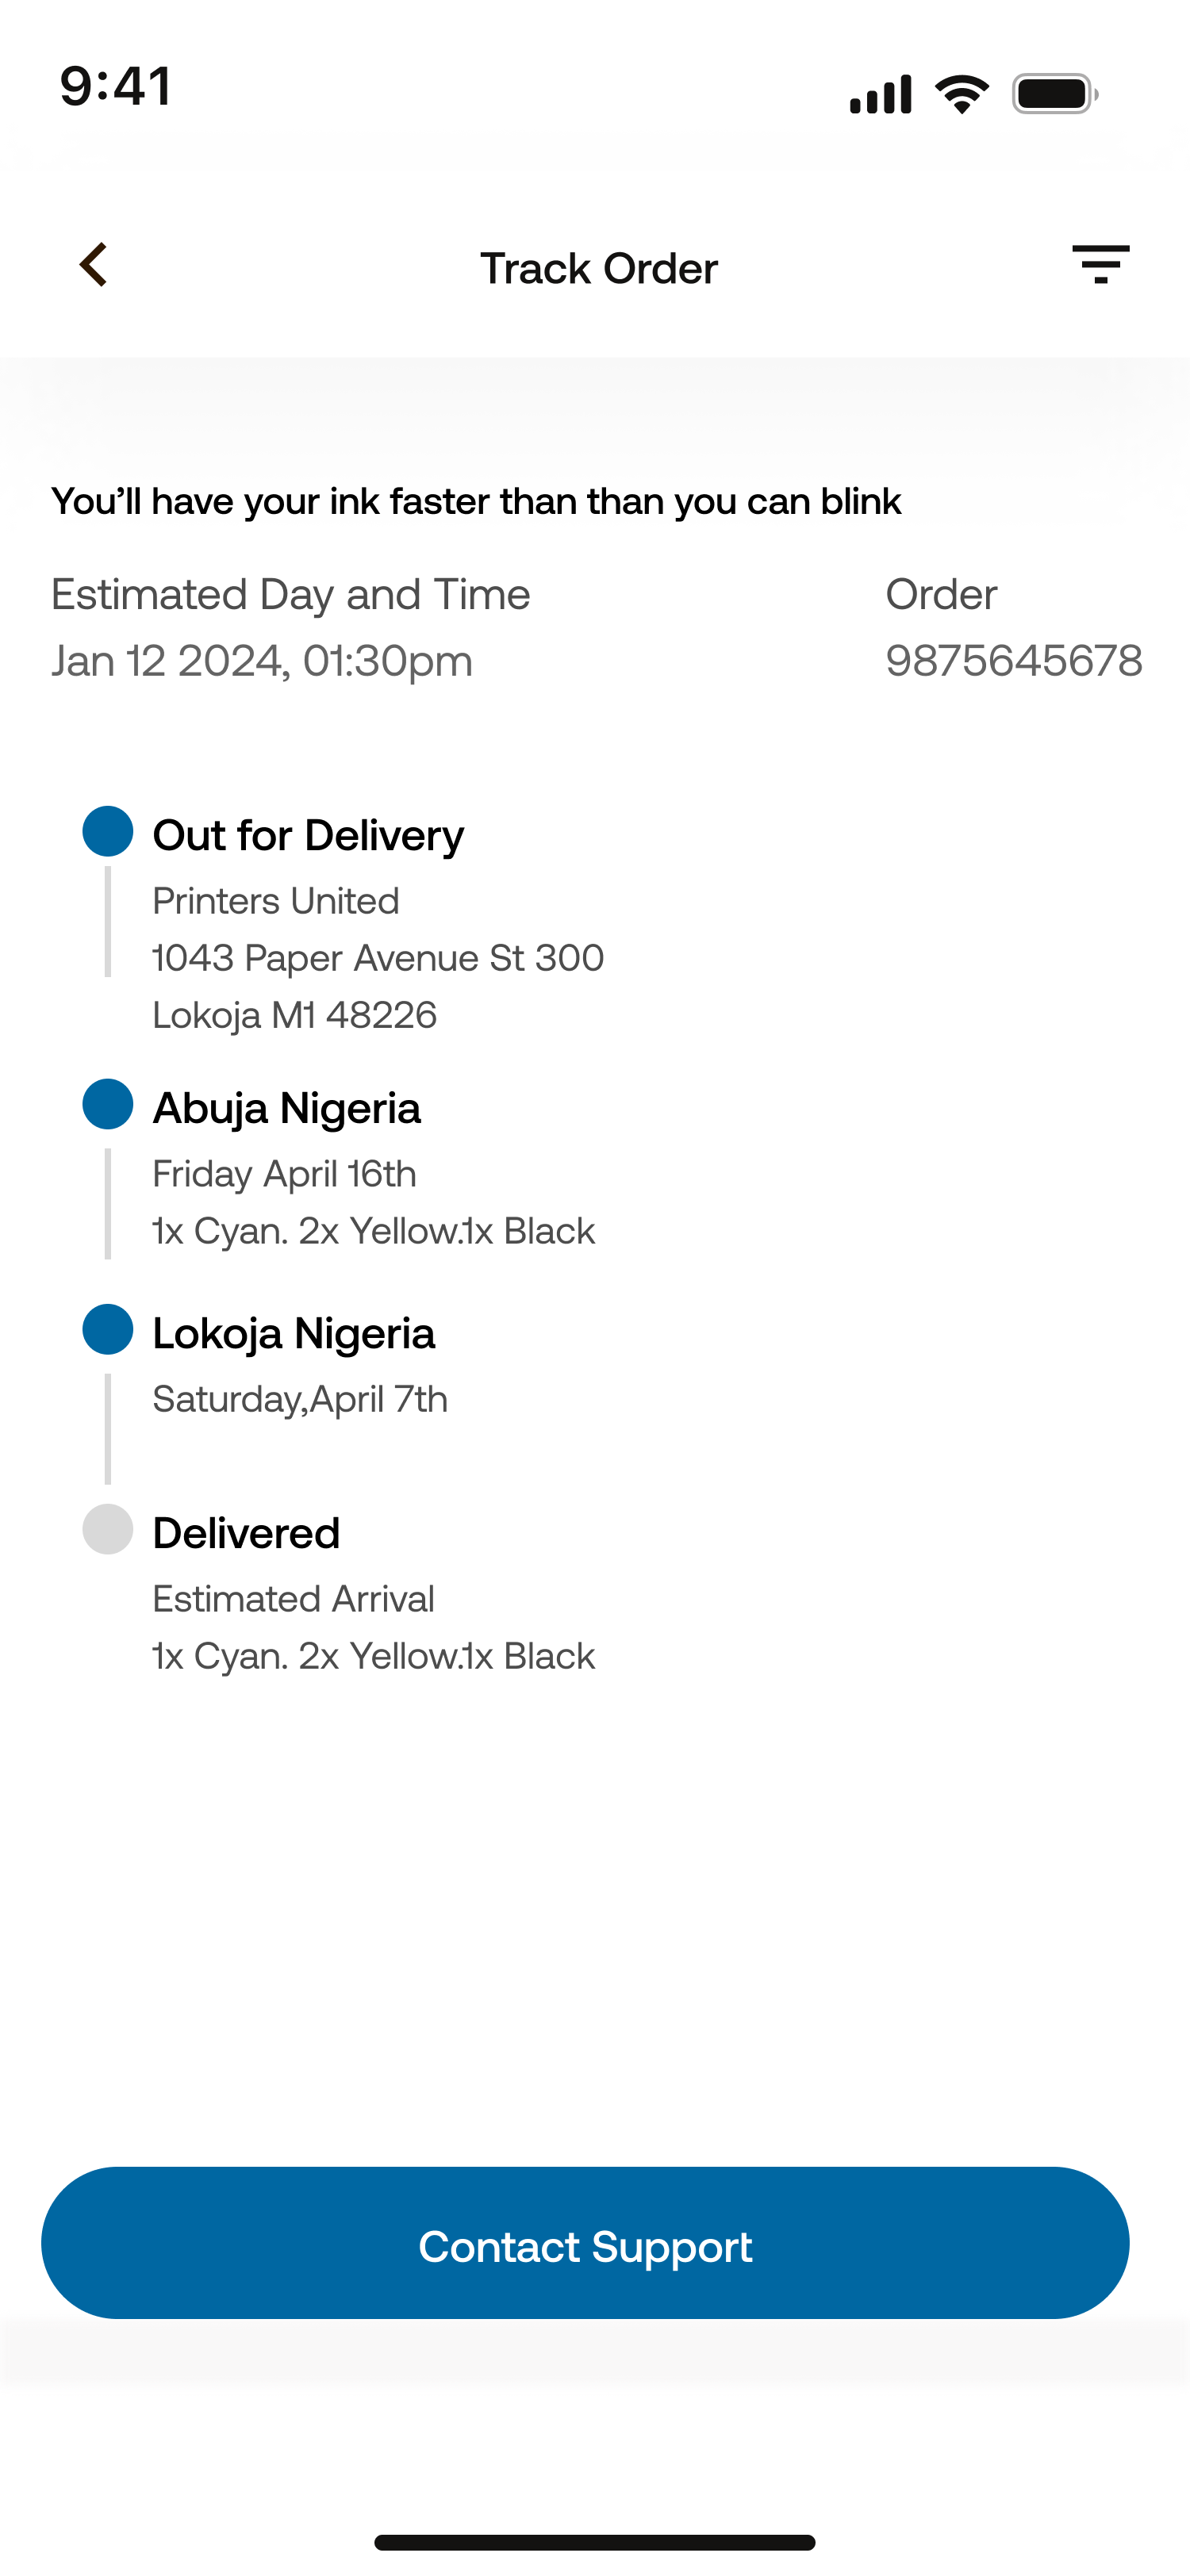 9:41
Track Order
You’ll have your ink faster than than you can blink
Estimated Day and Time
Order
Jan 12 2024, 01:30pm
9875645678
Out for Delivery
Printers United
1043 Paper Avenue St 300
Lokoja M1 48226
Abuja Nigeria
Friday April 16th
1x Cyan. 2x Yellow.1x Black
Lokoja Nigeria
Saturday,April 7th
Delivered
Estimated Arrival
1x Cyan. 2x Yellow.1x Black
Contact Support